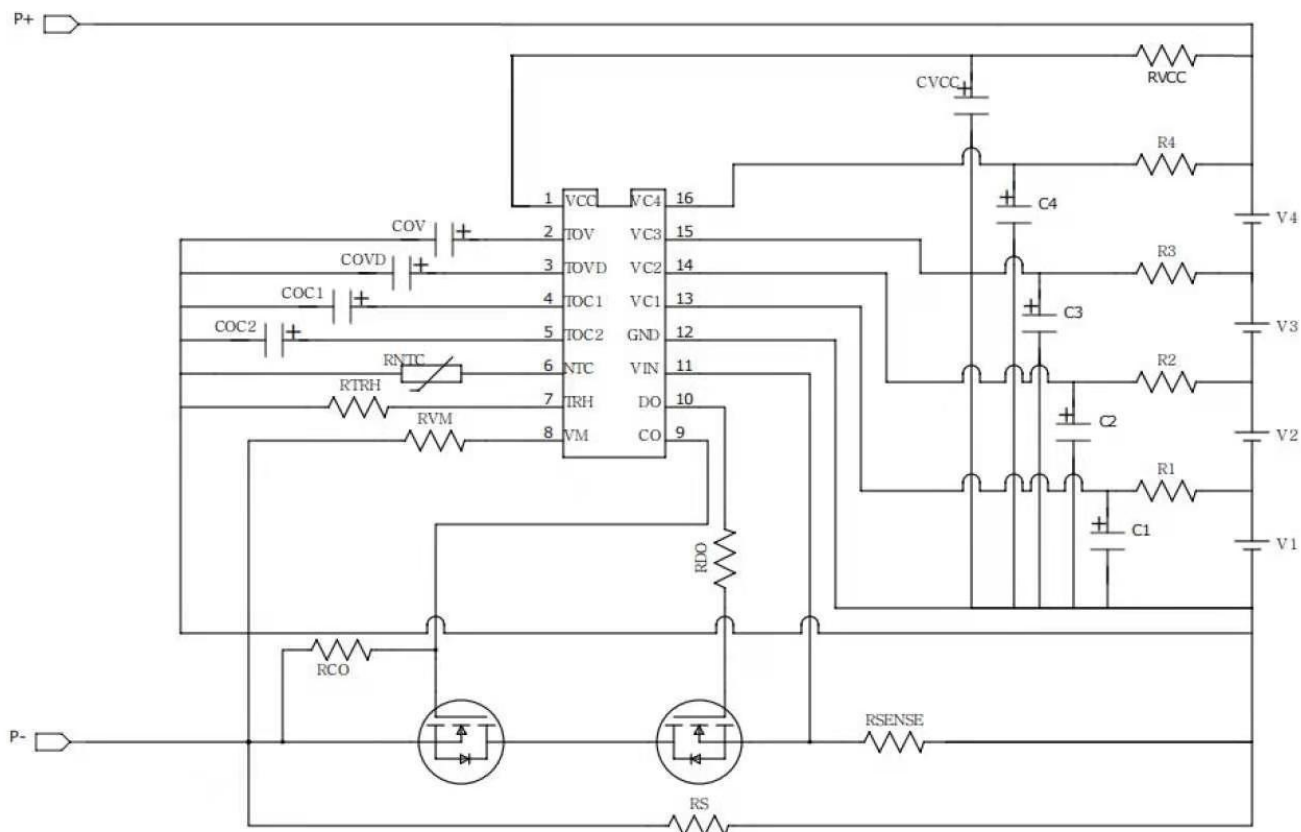 P+
RVCC
CVCC +
R4
1 VCC VC4 16
+ C4
V4
COV + 2 TOV VC3 15
R3
COVD + 3 TOVD VC2 14
COC1 + 4 TOC1 VC1 13
+ C3
V3
COC2 + 5 TOC2 GND 12
RNTC 6 NTC VIN 11
R2
RTRH 7 TRH DO 10
+ C2
V2
RVM 8 VM CO 9
R1
+ C1
V1
RDO
RCO
P-
RSENSE
RS